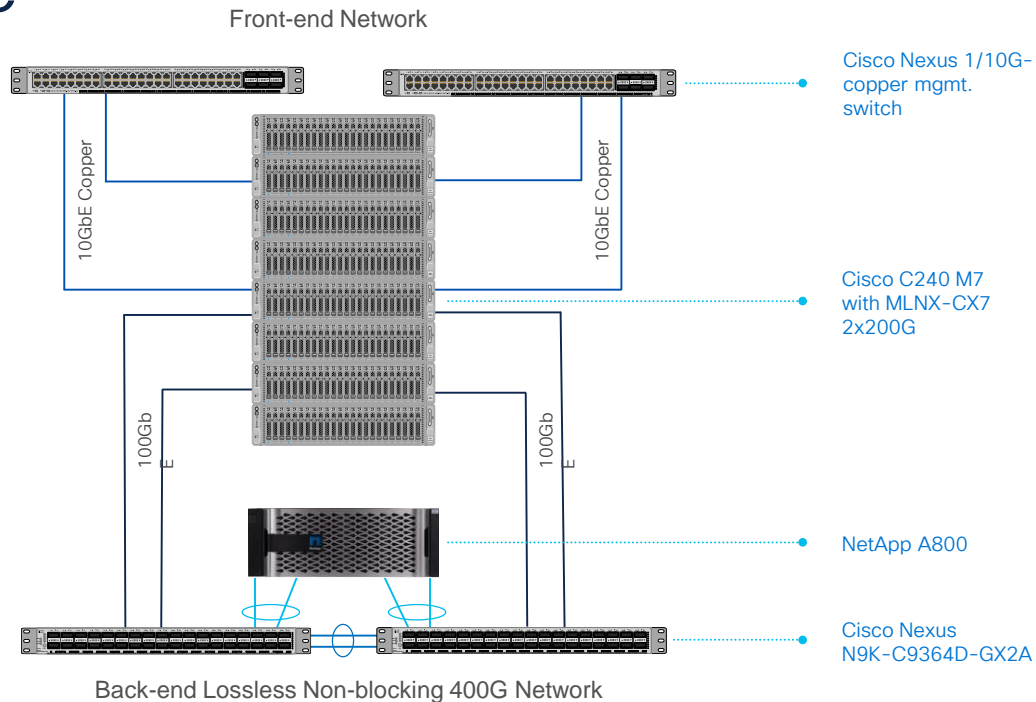 Front-end Network
Cisco Nexus 1/10G-
copper mgmt.
switch
10GbE Copper
10GbE Copper
Cisco C240 M7
with MLNX-CX7
2x200G
100Gb
E
100Gb
E
NetApp A800
Cisco Nexus
N9K-C9364D-GX2A
Back-end Lossless Non-blocking 400G Network